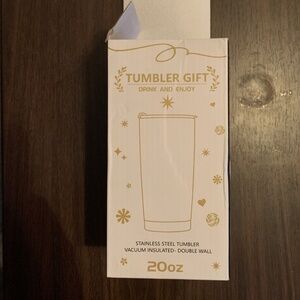 TUMBLER GIFT
DRINK AND ENJOY
STAINLESS STEEL TUMBLER
VACUUM INSULATED- DOUBLE WALL
20oz